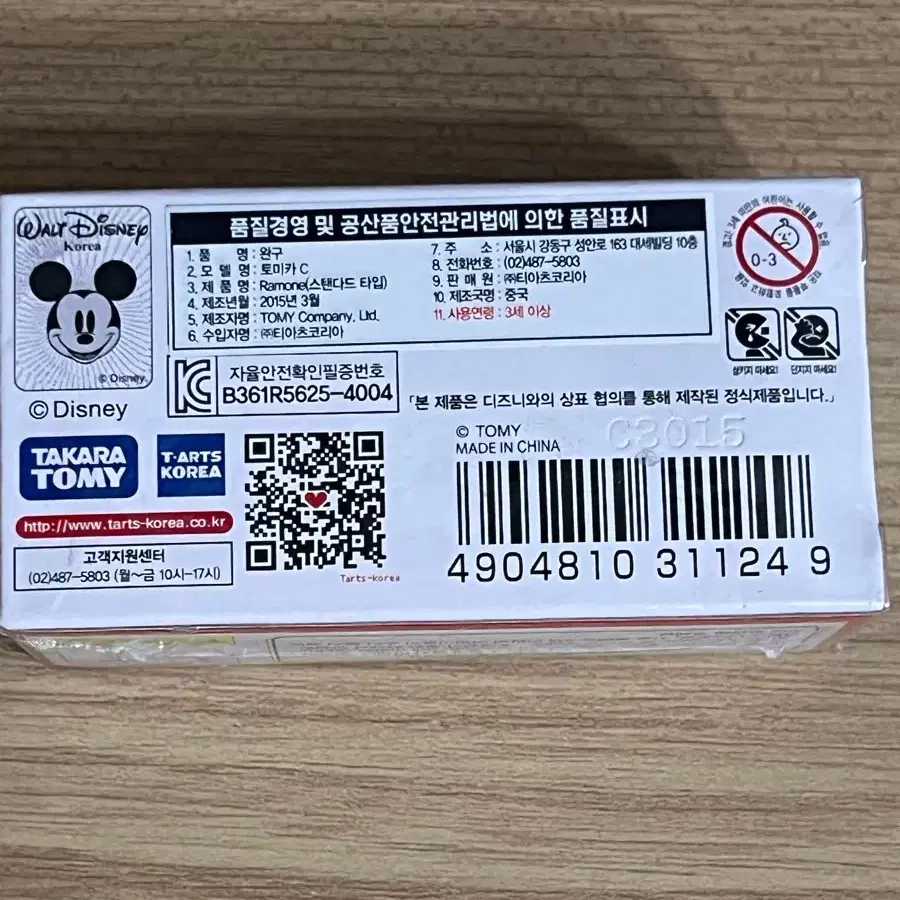 WALT DISNEY
Korea
© Disney
© Disney
품질경영 및 공산품안전관리법에 의한 품질표시
1. 품 명 : 완구
2. 모 델 명 : 토미카 C
3. 제 품 명 : Ramone(스탠다드 타입)
4. 제조년월 : 2015년 3월
5. 제조자명 : TOMY Company, Ltd.
6. 수입자명 : ㈜티아츠코리아
7. 주 소 : 서울시 강동구 성안로 163 대세빌딩 10층
8. 전화번호 : (02)487-5803
9. 판 매 원 : ㈜티아츠코리아
10. 제조국명 : 중국
11. 사용연령 : 3세 이상
0-3
삼키지 마세요!
던지지 마세요!
자율안전확인필증번호
B361R5625-4004
「본 제품은 디즈니와의 상표 협의를 통해 제작된 정식제품입니다.」
TAKARA
TOMY
T-ARTS
KOREA
http://www.tarts-korea.co.kr
고객지원센터
(02)487-5803 (월~금 10시-17시)
Tarts-korea
© TOMY
MADE IN CHINA
C3015
4904810 31124 9